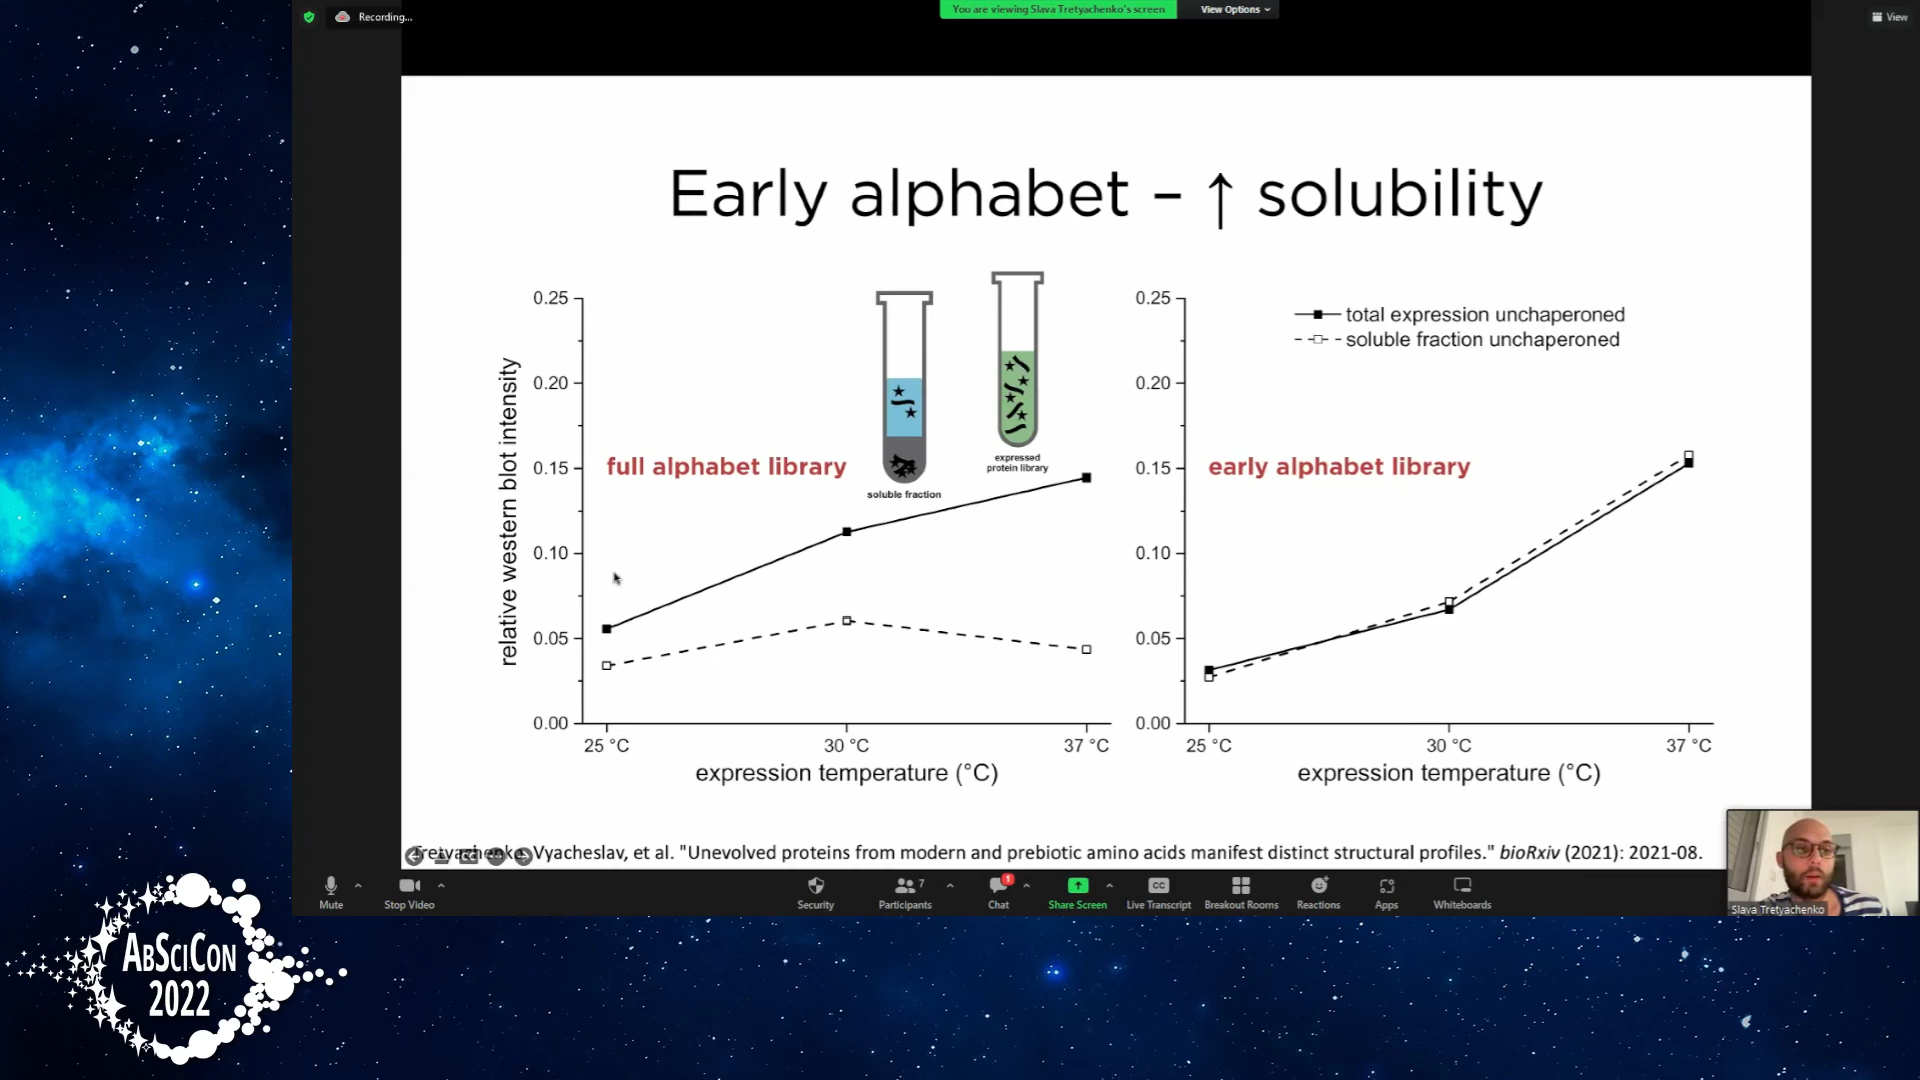 Recording...
You are viewing Slava Tretyachenko's screen
View Options
View
Early alphabet – ↑ solubility
relative western blot intensity
0.25
0.20
0.15
0.10
0.05
0.00
full alphabet library
soluble fraction
expressed
protein library
25 °C
30 °C
37 °C
expression temperature (°C)
0.25
0.20
0.15
0.10
0.05
0.00
total expression unchaperoned
soluble fraction unchaperoned
early alphabet library
25 °C
30 °C
37 °C
expression temperature (°C)
Tretyachenko, Vyacheslav, et al. "Unevolved proteins from modern and prebiotic amino acids manifest distinct structural profiles." bioRxiv (2021): 2021-08.
Slava Tretyachenko
Mute
Stop Video
Security
Participants
7
Chat
1
Share Screen
CC
Live Transcript
Breakout Rooms
Reactions
Apps
Whiteboards
ABSCICON
2022